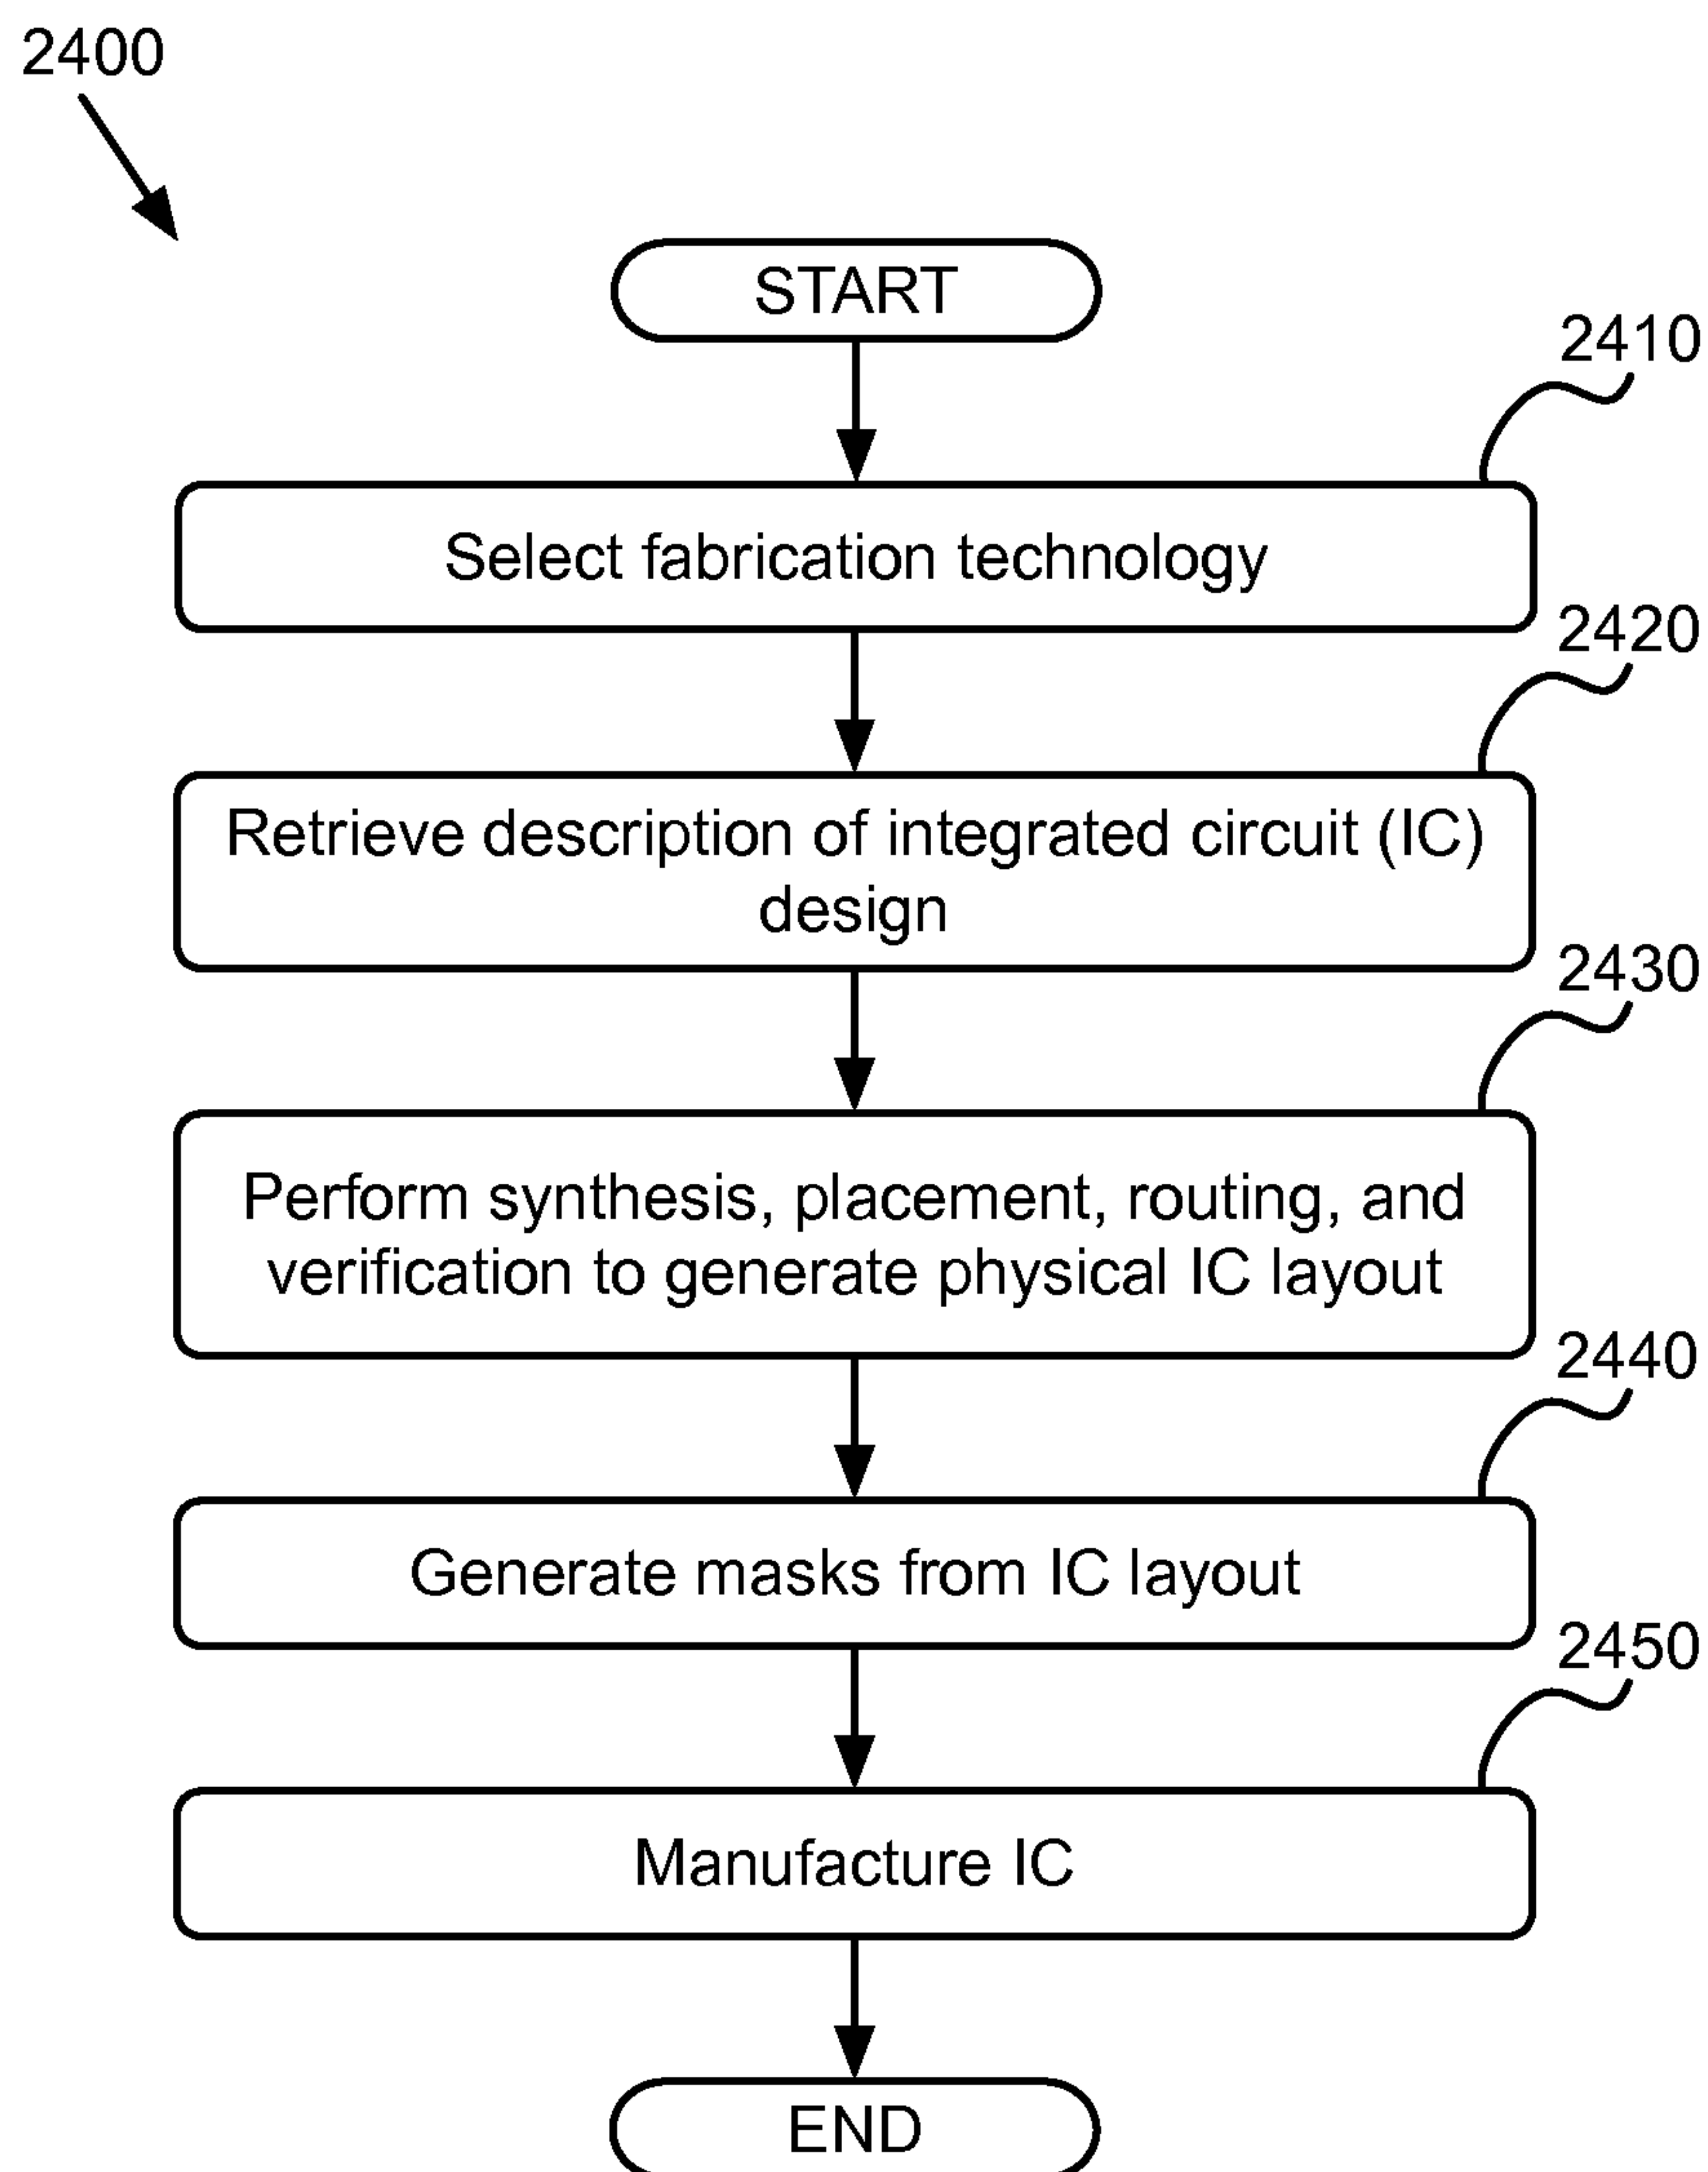 2400
START
2410
Select fabrication technology
2420
Retrieve description of integrated circuit (IC)
design
2430
Perform synthesis, placement, routing, and
verification to generate physical IC layout
2440
Generate masks from IC layout
2450
Manufacture IC
END